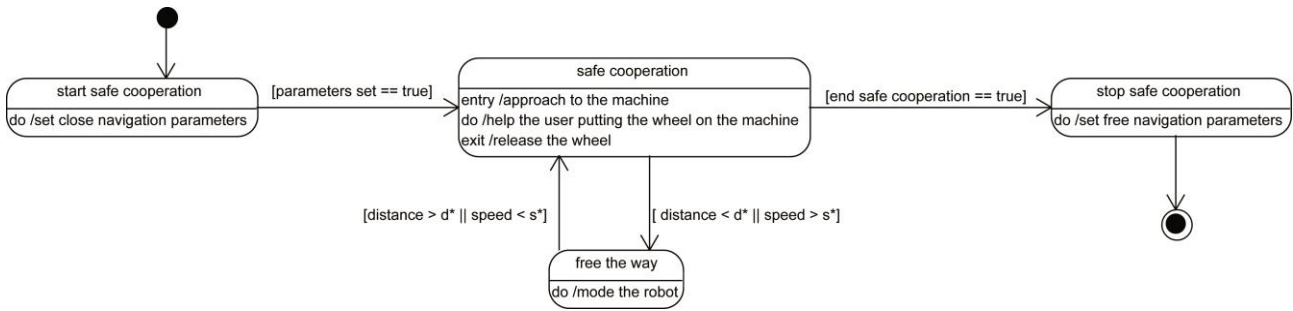 start safe cooperation
do /set close navigation parameters
[parameters set == true]
safe cooperation
entry /approach to the machine
do /help the user putting the wheel on the machine
exit /release the wheel
[end safe cooperation == true]
stop safe cooperation
do /set free navigation parameters
[distance > d* || speed < s*]
[ distance < d* || speed > s*]
free the way
do /mode the robot